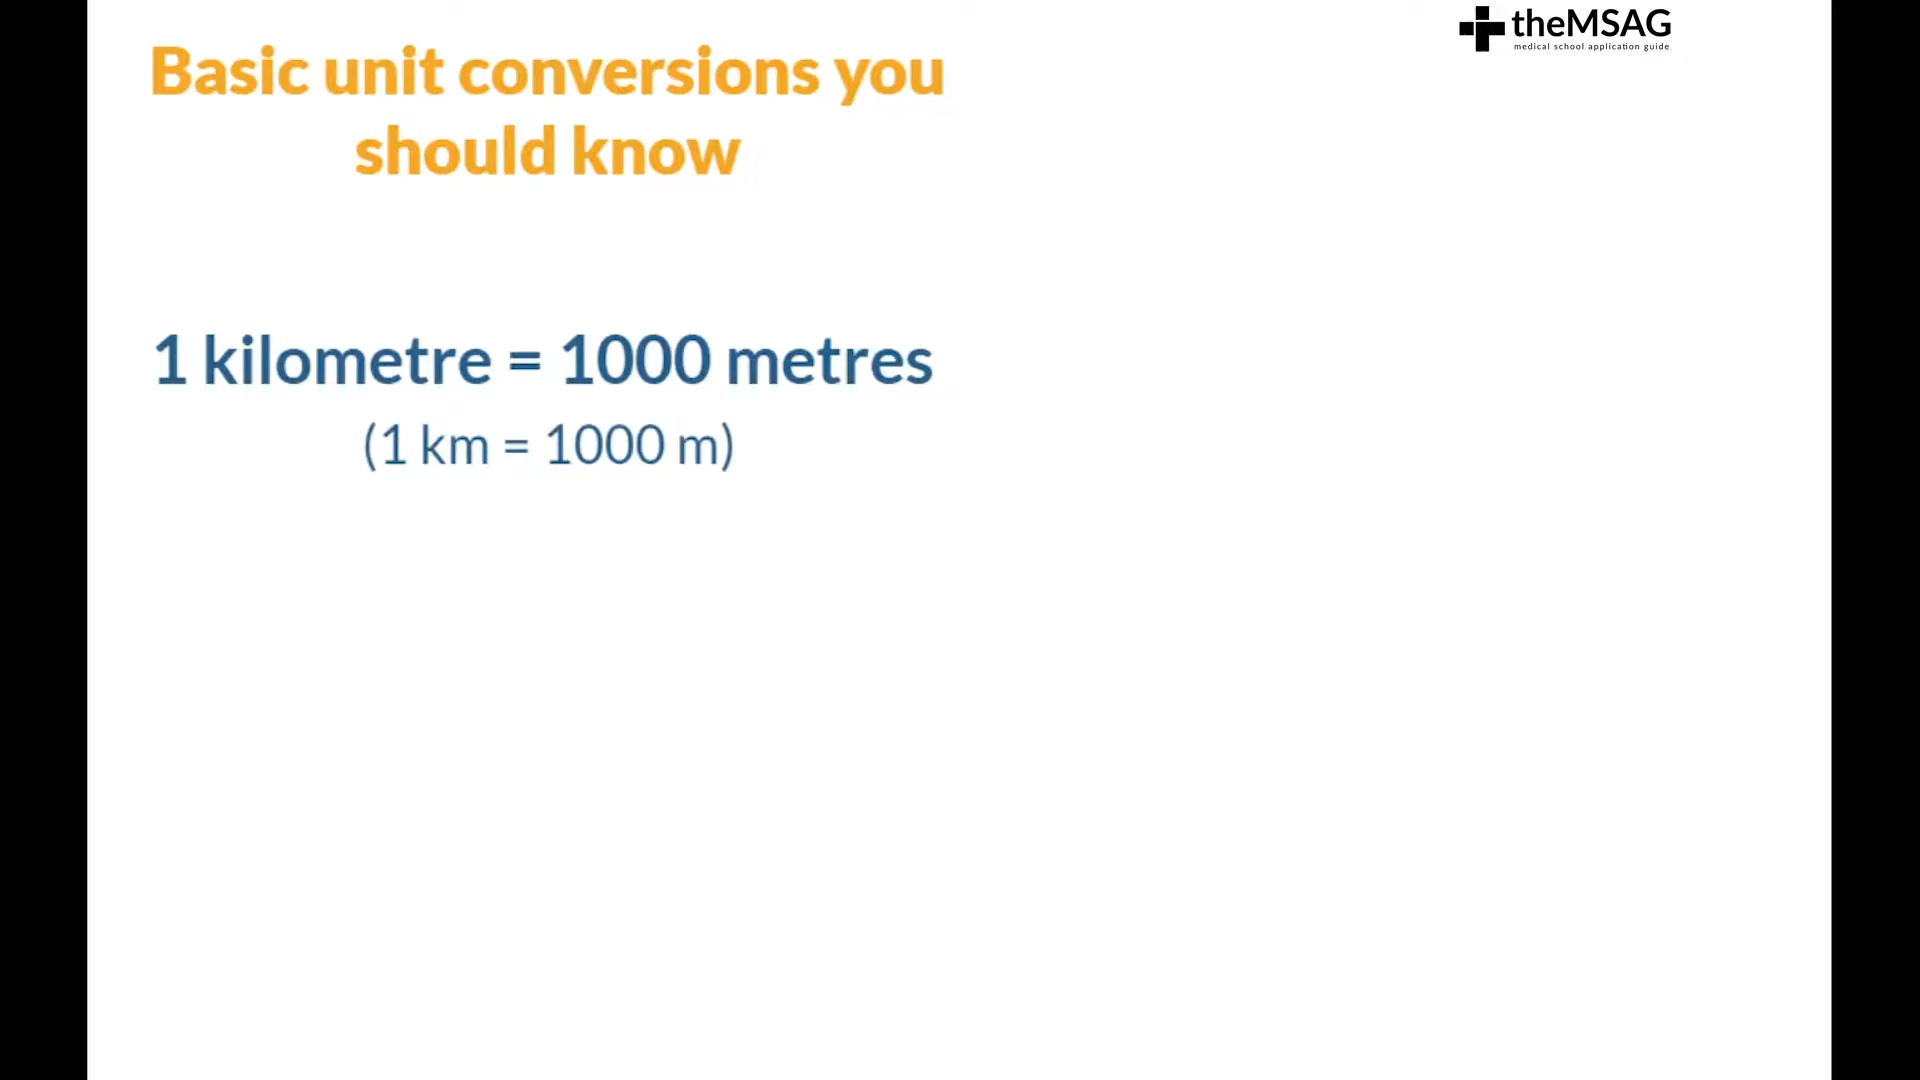 theMSAG
medical school application guide
Basic unit conversions you
should know
1 kilometre = 1000 metres
(1 km = 1000 m)